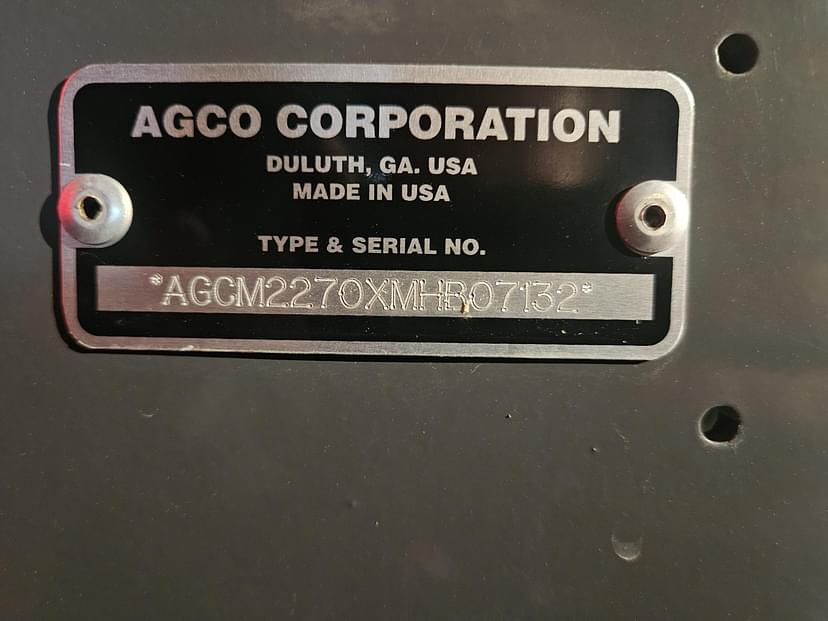 AGCO CORPORATION
DULUTH, GA. USA
MADE IN USA
TYPE & SERIAL NO.
*AGCM2270XMHB07132*